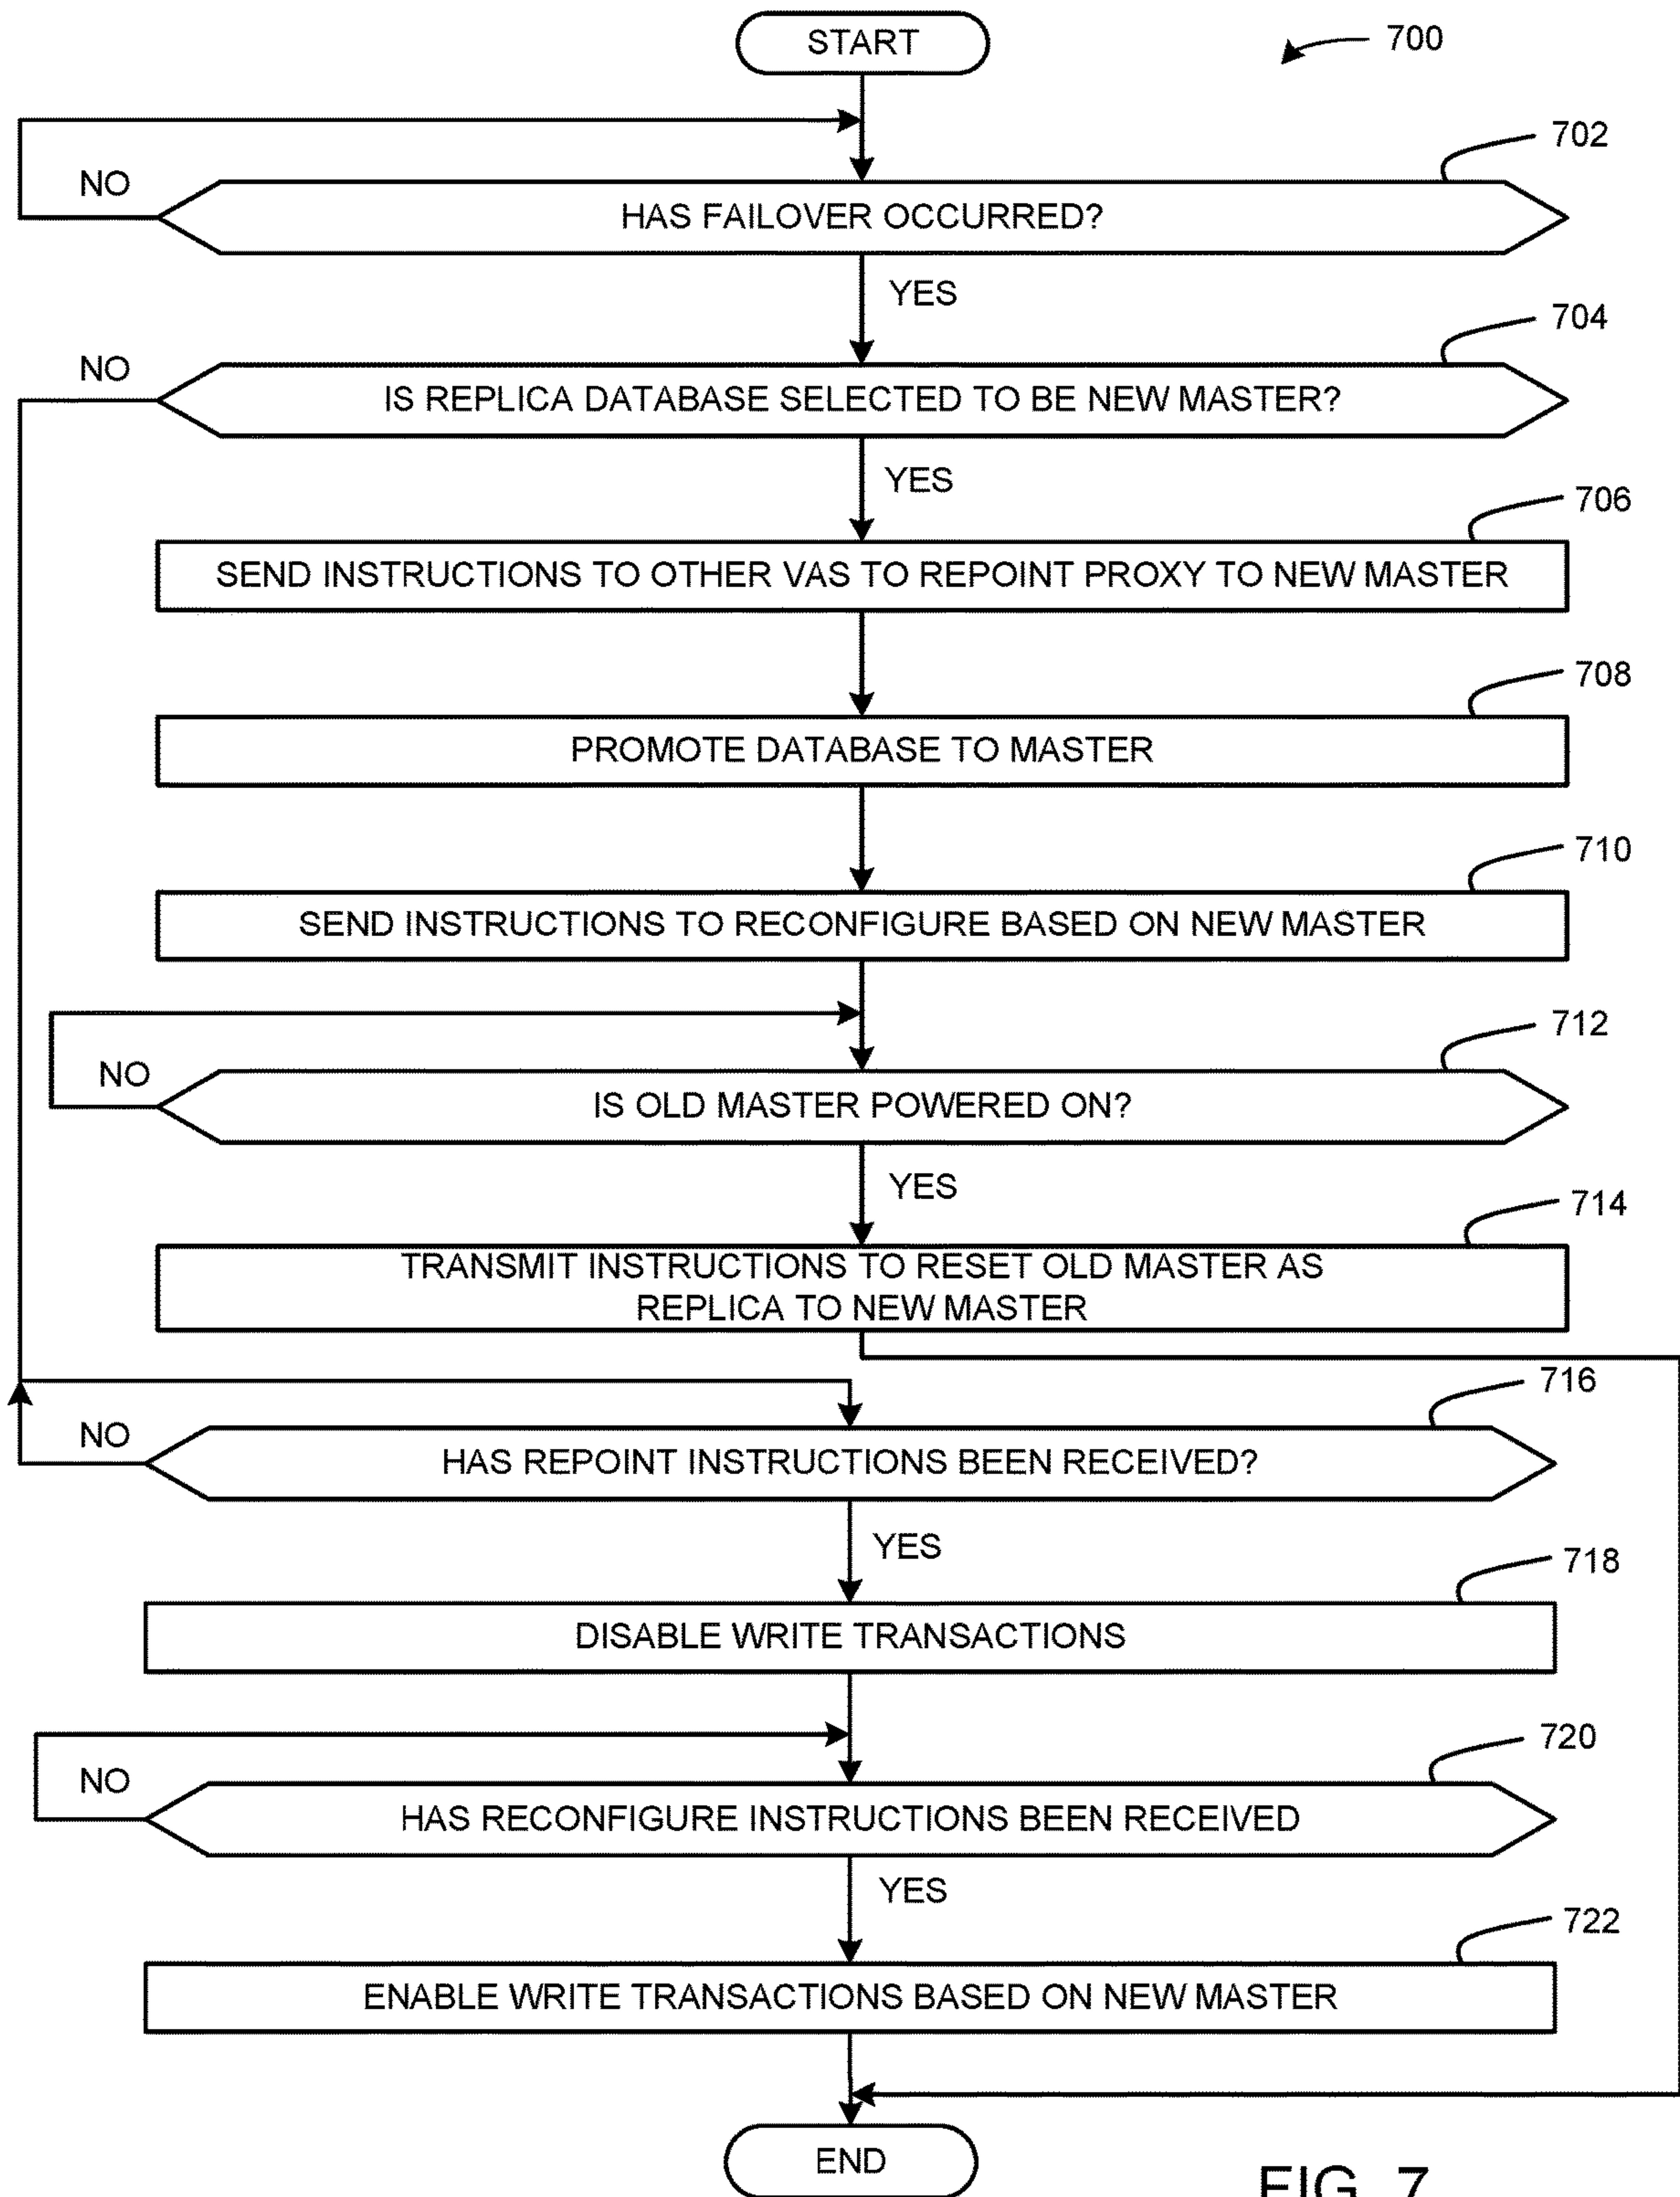 START
700
702
NO
HAS FAILOVER OCCURRED?
YES
704
NO
IS REPLICA DATABASE SELECTED TO BE NEW MASTER?
YES
706
SEND INSTRUCTIONS TO OTHER VAS TO REPOINT PROXY TO NEW MASTER
708
PROMOTE DATABASE TO MASTER
710
SEND INSTRUCTIONS TO RECONFIGURE BASED ON NEW MASTER
712
NO
IS OLD MASTER POWERED ON?
YES
714
TRANSMIT INSTRUCTIONS TO RESET OLD MASTER AS
REPLICA TO NEW MASTER
716
NO
HAS REPOINT INSTRUCTIONS BEEN RECEIVED?
YES
718
DISABLE WRITE TRANSACTIONS
720
NO
HAS RECONFIGURE INSTRUCTIONS BEEN RECEIVED
YES
722
ENABLE WRITE TRANSACTIONS BASED ON NEW MASTER
END
FIG. 7